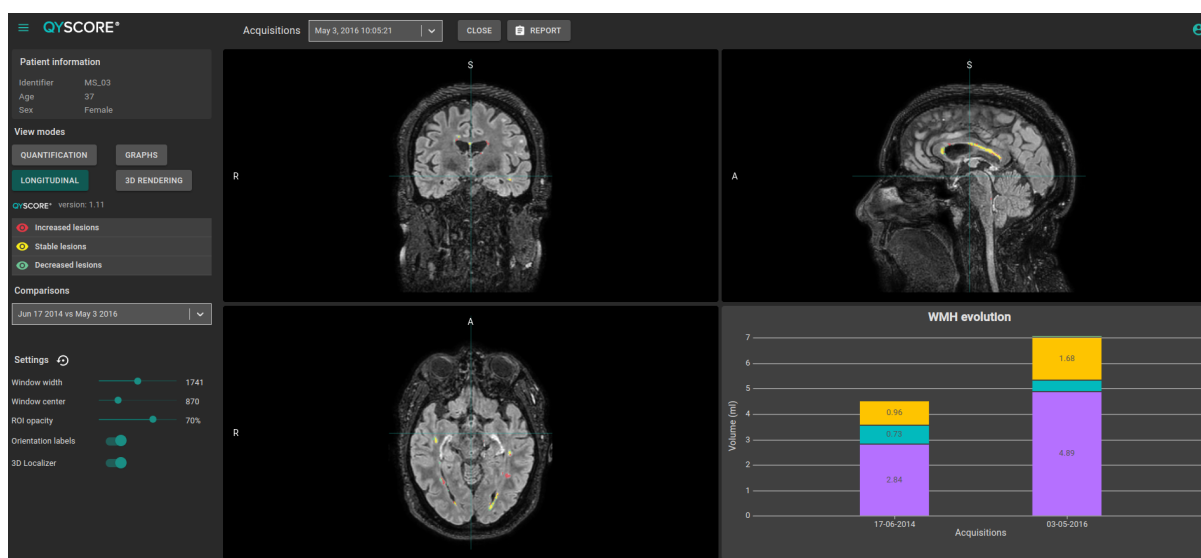 QYSCORE®
Acquisitions
May 3, 2016 10:05:21
CLOSE
REPORT
Patient information
Identifier MS_03
Age 37
Sex Female
View modes
QUANTIFICATION
GRAPHS
LONGITUDINAL
3D RENDERING
QYSCORE® version: 1.11
Increased lesions
Stable lesions
Decreased lesions
Comparisons
Jun 17 2014 vs May 3 2016
Settings
Window width 1741
Window center 870
ROI opacity 70%
Orientation labels
3D Localizer
S
R
S
A
A
R
WMH evolution
Volume (ml)
7
6
5
4
3
2
1
0
0.96
0.73
2.84
1.68
4.89
17-06-2014
03-05-2016
Acquisitions